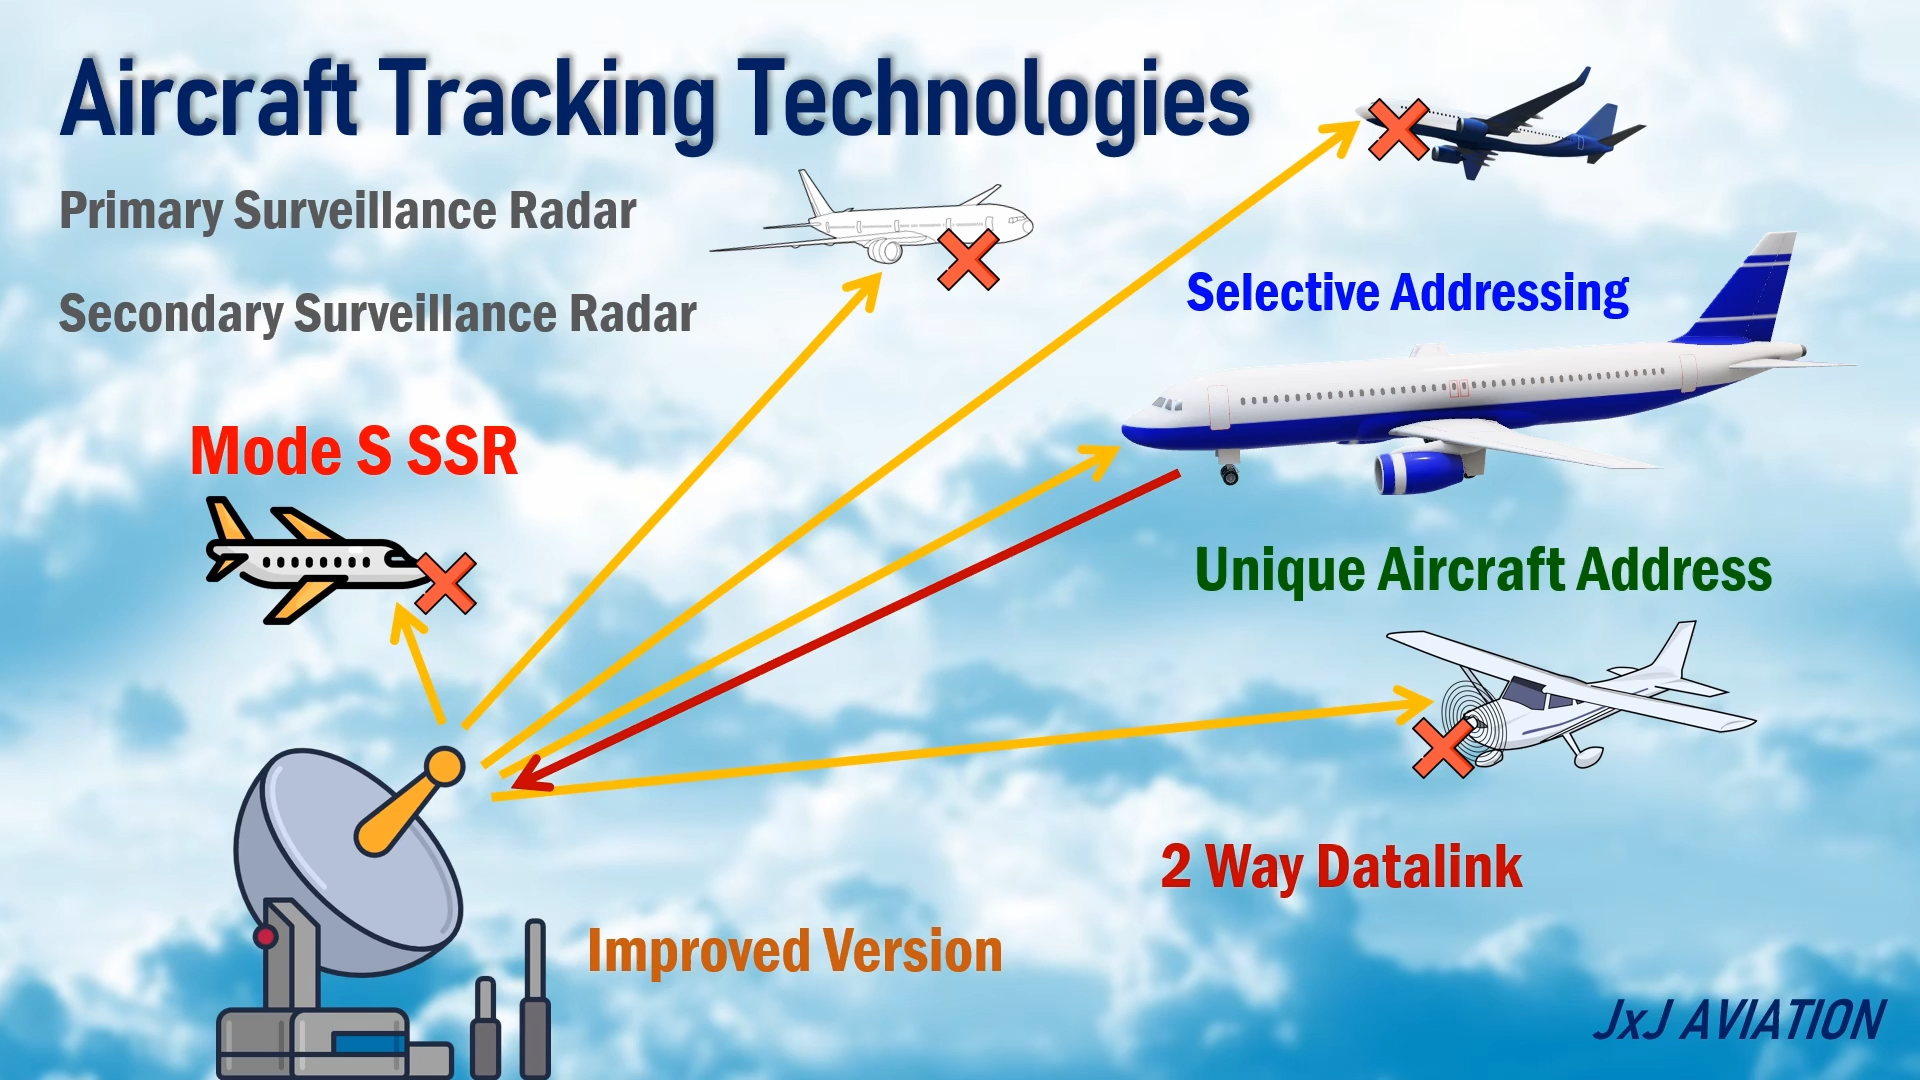 Aircraft Tracking Technologies
Primary Surveillance Radar
Secondary Surveillance Radar
Selective Addressing
Mode S SSR
Unique Aircraft Address
2 Way Datalink
Improved Version
JxJ AVIATION